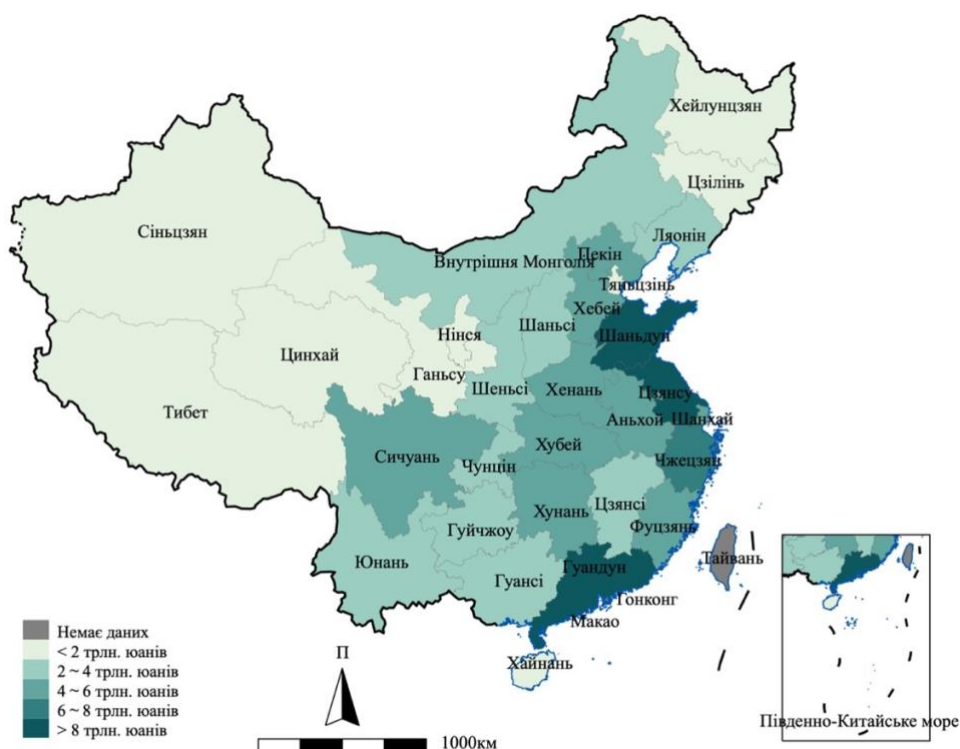 Хейлунцзян
Цзілінь
Ляонін
Сіньцзян
Внутрішня Монголія
Пекін
Тяньцзінь
Хебей
Шаньсі
Шаньдун
Нінся
Цинхай
Ганьсу
Шеньсі
Хенань
Цзянсу
Тибет
Аньхой
Шанхай
Сичуань
Хубей
Чунцін
Чжецзян
Хунань
Цзянсі
Гуйчжоу
Фуцзянь
Юнань
Гуансі
Гуандун
Тайвань
Гонконг
Макао
Хайнань
Немає даних
< 2 трлн. юанів
2 ~ 4 трлн. юанів
4 ~ 6 трлн. юанів
6 ~ 8 трлн. юанів
> 8 трлн. юанів
П
1000км
Південно-Китайське море